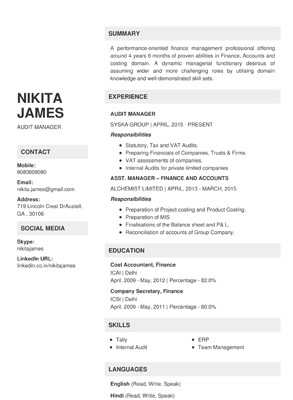 NIKITA
JAMES
AUDIT MANAGER
CONTACT
Mobile:
8080808080
Email:
nikita.james@gmail.com
Address:
719 Lincoln Crest DrAustell,
GA , 30106
SOCIAL MEDIA
Skype:
nikitajames
LinkedIn URL:
linkedin.co.in/nikitajames
SUMMARY
A performance-oriented finance management professional offering
around 4 years 6 months of proven abilities in Finance, Accounts and
costing domain. A dynamic managerial functionary desirous of
assuming wider and more challenging roles by utilising domain
knowledge and well-demonstrated skill sets.
EXPERIENCE
AUDIT MANAGER
SYSKA GROUP | APRIL, 2015 - PRESENT
Responsibilities
• Statutory, Tax and VAT Audits.
• Preparing Financials of Companies, Trusts & Firms.
• VAT assessments of companies.
• Internal Audits for private limited companies
ASST. MANAGER – FINANCE AND ACCOUNTS
ALCHEMIST LIMITED | APRIL, 2013 - MARCH, 2015
Responsibilities
• Preparation of Project costing and Product Costing.
• Preparation of MIS
• Finalisations of the Balance sheet and P& L.
• Reconciliation of accounts of Group Company.
EDUCATION
Cost Accountant, Finance
ICAI | Delhi
April. 2009 - May, 2012 | Percentage - 82.0%
Company Secretary, Finance
ICSI | Delhi
April. 2009 - May, 2011 | Percentage - 80.0%
SKILLS
• Tally
• Internal Audit
• ERP
• Team Management
LANGUAGES
English (Read, Write, Speak)
Hindi (Read, Write, Speak)